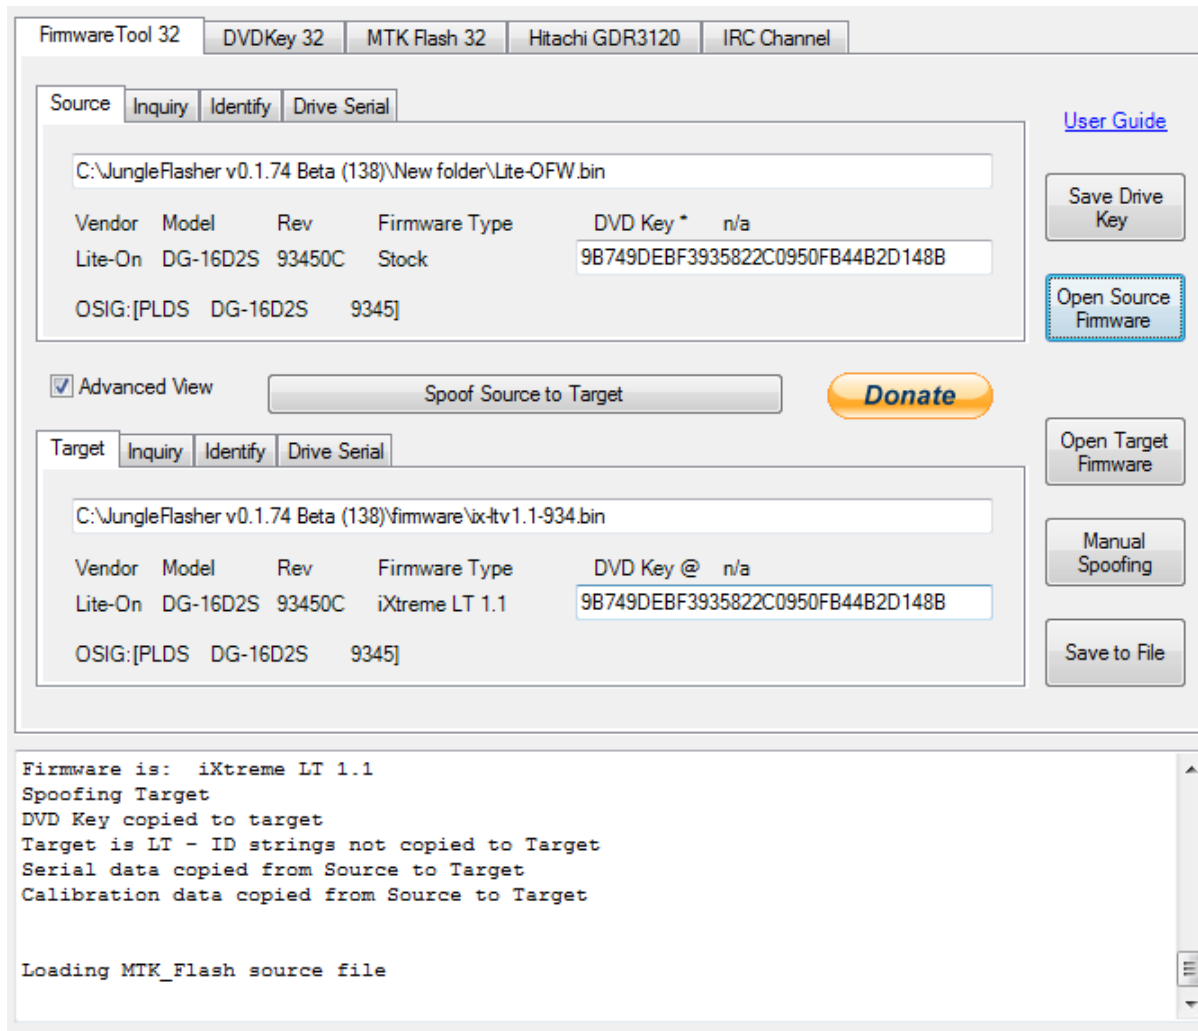 FirmwareTool 32 DVDKey 32 MTK Flash 32 Hitachi GDR3120 IRC Channel
Source Inquiry Identify Drive Serial
User Guide
C:\JungleFlasher v0.1.74 Beta (138)\New folder\Lite-OFW.bin
Save Drive
Key
Vendor Model Rev Firmware Type DVD Key * n/a
Lite-On DG-16D2S 93450C Stock 9B749DEBF3935822C0950FB44B2D148B
OSIG:[PLDS DG-16D2S 9345]
Open Source
Firmware
Advanced View Spoof Source to Target Donate
Target Inquiry Identify Drive Serial
Open Target
Firmware
C:\JungleFlasher v0.1.74 Beta (138)\firmware\ix-ltv1.1-934.bin
Manual
Spoofing
Vendor Model Rev Firmware Type DVD Key @ n/a
Lite-On DG-16D2S 93450C iXtreme LT 1.1 9B749DEBF3935822C0950FB44B2D148B
OSIG:[PLDS DG-16D2S 9345]
Save to File
Firmware is: iXtreme LT 1.1
Spoofing Target
DVD Key copied to target
Target is LT - ID strings not copied to Target
Serial data copied from Source to Target
Calibration data copied from Source to Target
Loading MTK_Flash source file